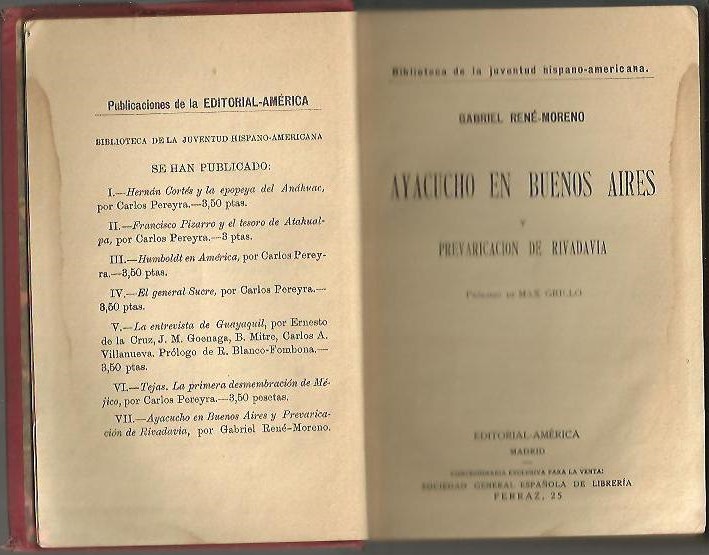 Publicaciones de la EDITORIAL-AMÉRICA
BIBLIOTECA DE LA JUVENTUD HISPANO-AMERICANA
SE HAN PUBLICADO:
I.—Hernán Cortés y la epopeya del Anáhuac,
por Carlos Pereyra.—3,50 ptas.
II.—Francisco Pizarro y el tesoro de Atahual-
pa, por Carlos Pereyra.—3 ptas.
III.—Humboldt en América, por Carlos Perey-
ra.—3,50 ptas.
IV.—El general Sucre, por Carlos Pereyra.—
3,50 ptas.
V.—La entrevista de Guayaquil, por Ernesto
de la Cruz, J. M. Goenaga, B. Mitre, Carlos A.
Villanueva. Prólogo de R. Blanco-Fombona.—
3,50 ptas.
VI.—Tejas. La primera desmembración de Mé-
jico, por Carlos Pereyra.—3,50 pesetas.
VII.—Ayacucho en Buenos Aires y Prevarica-
ción de Rivadavia, por Gabriel René-Moreno.
Biblioteca de la juventud hispano-americana.
GABRIEL RENÉ-MORENO
AYACUCHO EN BUENOS AIRES
Y
PREVARICACION DE RIVADAVIA
PRÓLOGO DE MAX GRILLO
EDITORIAL-AMÉRICA
MADRID
CONCESIONARIA EXCLUSIVA PARA LA VENTA:
SOCIEDAD GENERAL ESPAÑOLA DE LIBRERÍA
FERRAZ, 25